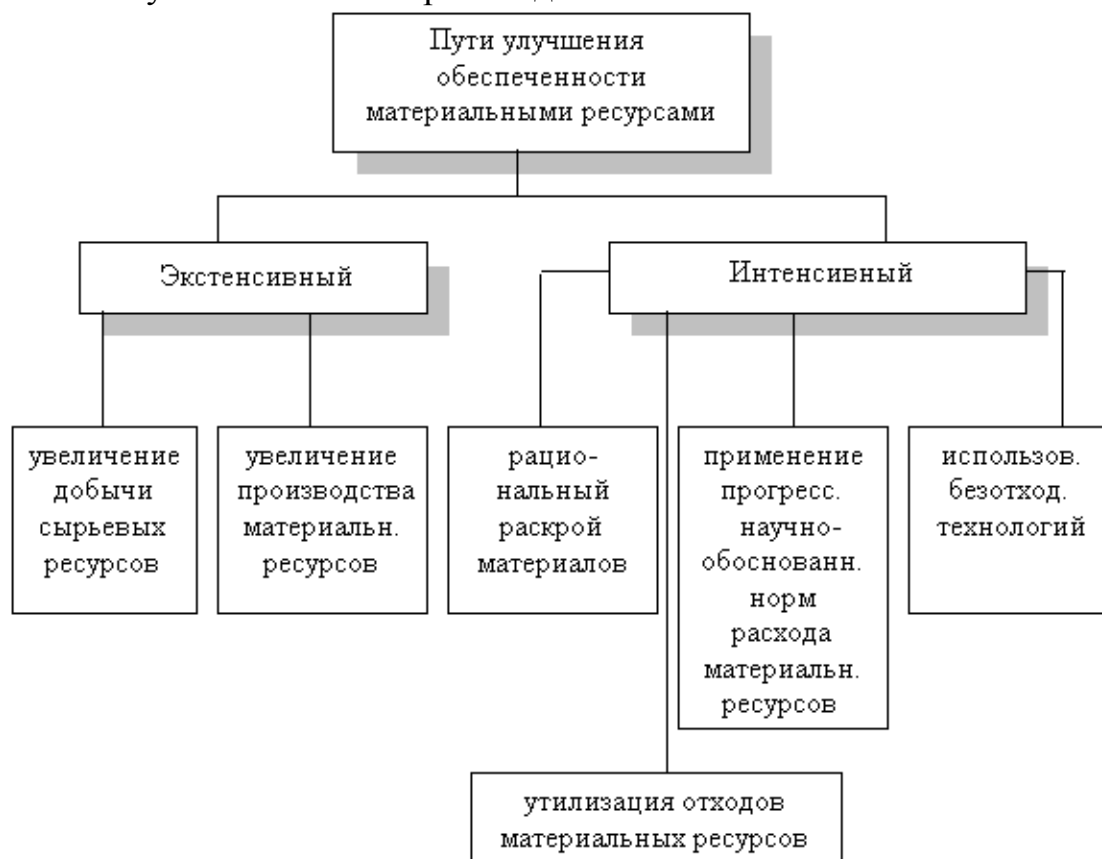 Пути улучшения
обеспеченности
материальными ресурсами
Экстенсивный
Интенсивный
увеличение
добычи
сырьевых
ресурсов
увеличение
производства
материальн.
ресурсов
рацио-
нальный
раскрой
материалов
применение
прогресс.
научно-
обоснованн.
норм
расхода
материальн.
ресурсов
использов.
безотход.
технологий
утилизация отходов
материальных ресурсов